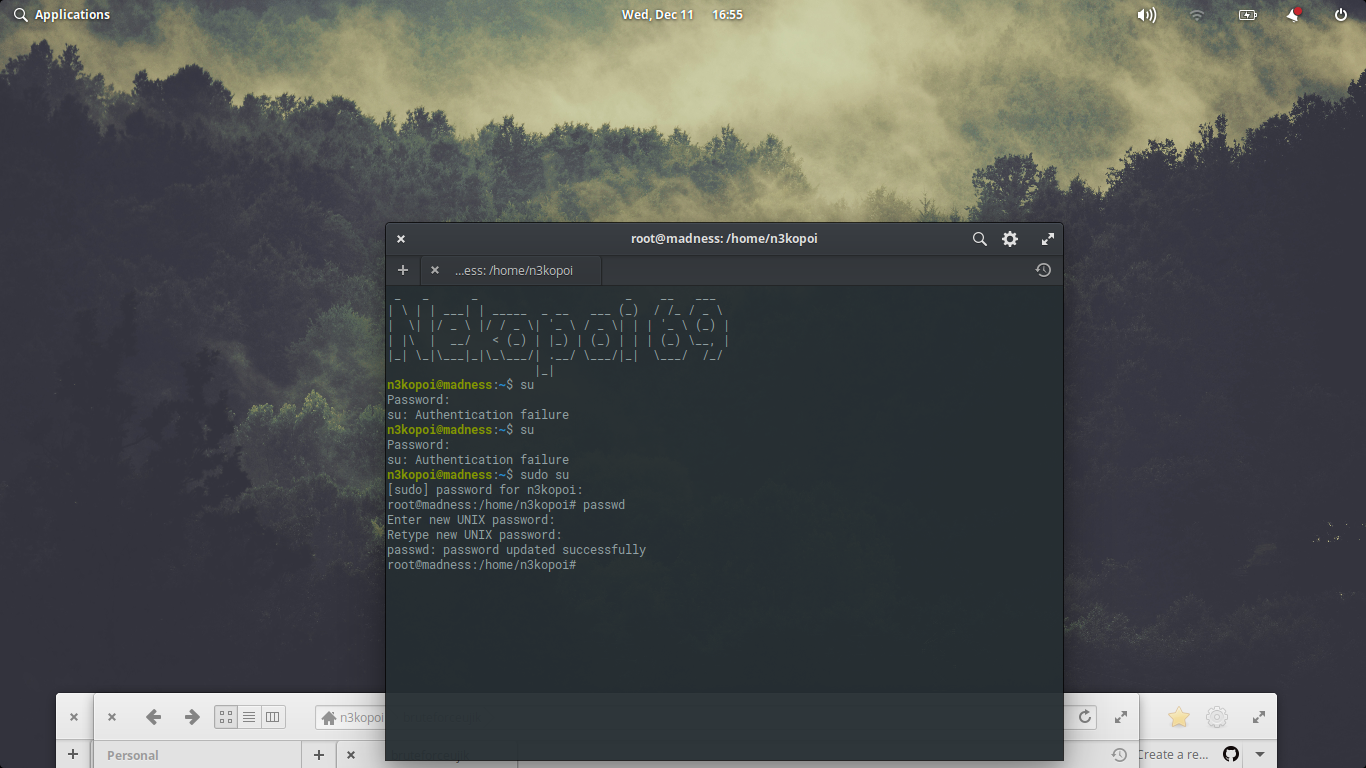 Applications
Wed, Dec 11 16:55
root@madness: /home/n3kopoi
...ess: /home/n3kopoi
 _   _      _                     _    __   ___
| \ | | ___| | _____  _ __   ___ (_)  / /_ / _ \
|  \| |/ _ \ |/ / _ \| '_ \ / _ \| | | '_ \ (_) |
| |\  |  __/   < (_) | |_) | (_) | | | (_) \__, |
|_| \_|\___|_|\_\___/| .__/ \___/|_|  \___/  /_/
                     |_|
n3kopoi@madness:~$ su
Password:
su: Authentication failure
n3kopoi@madness:~$ su
Password:
su: Authentication failure
n3kopoi@madness:~$ sudo su
[sudo] password for n3kopoi:
root@madness:/home/n3kopoi# passwd
Enter new UNIX password:
Retype new UNIX password:
passwd: password updated successfully
root@madness:/home/n3kopoi#
n3kopoi
Personal
Create a re...